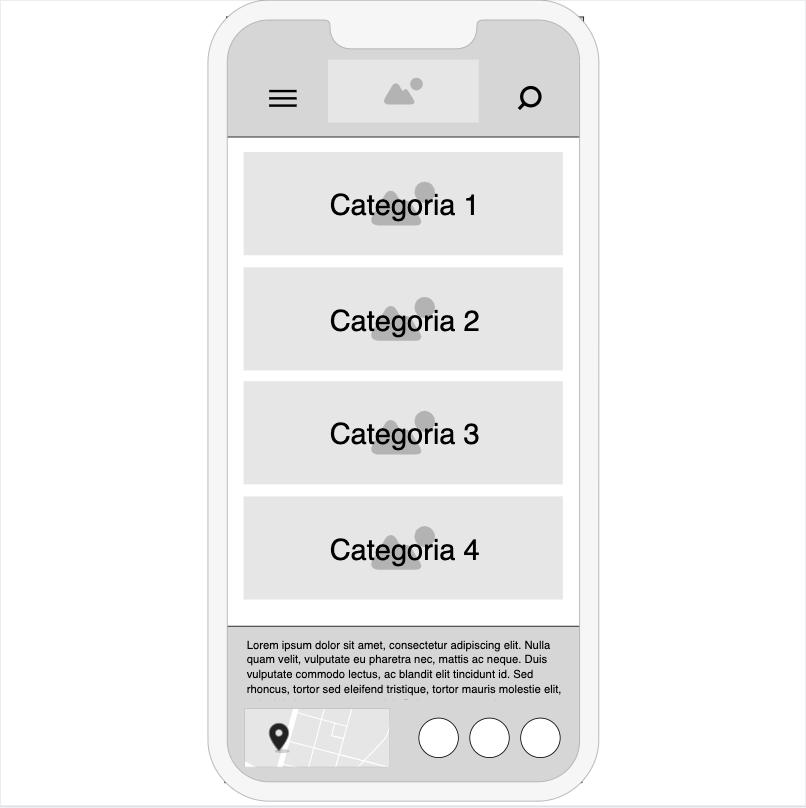 Categoria 1
Categoria 2
Categoria 3
Categoria 4
Lorem ipsum dolor sit amet, consectetur adipiscing elit. Nulla
quam velit, vulputate eu pharetra nec, mattis ac neque. Duis
vulputate commodo lectus, ac blandit elit tincidunt id. Sed
rhoncus, tortor sed eleifend tristique, tortor mauris molestie elit,